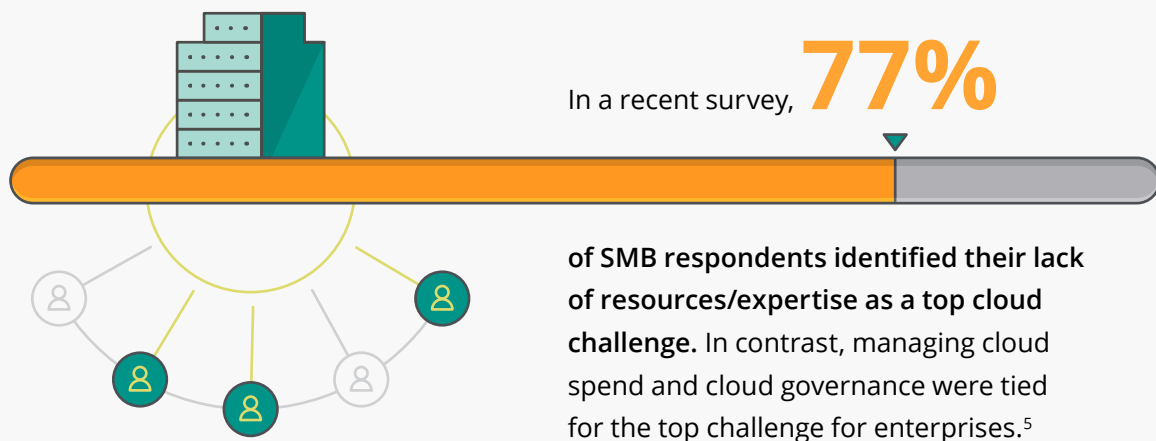 In a recent survey, 77%
of SMB respondents identified their lack
of resources/expertise as a top cloud
challenge. In contrast, managing cloud
spend and cloud governance were tied
for the top challenge for enterprises.5